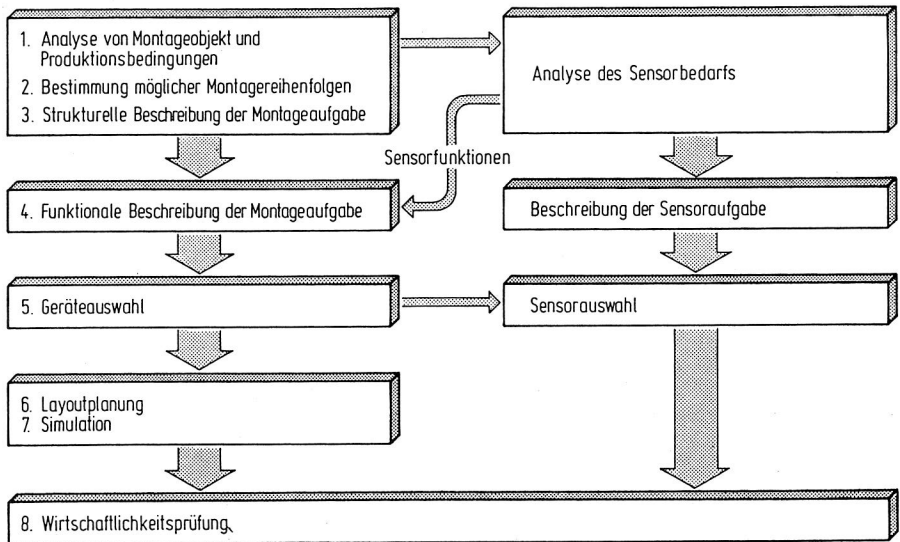 1. Analyse von Montageobjekt und
Produktionsbedingungen
2. Bestimmung möglicher Montagereihenfolgen
3. Strukturelle Beschreibung der Montageaufgabe
Analyse des Sensorbedarfs
Sensorfunktionen
4. Funktionale Beschreibung der Montageaufgabe
Beschreibung der Sensoraufgabe
5. Geräteauswahl
Sensorauswahl
6. Layoutplanung
7. Simulation
8. Wirtschaftlichkeitsprüfung